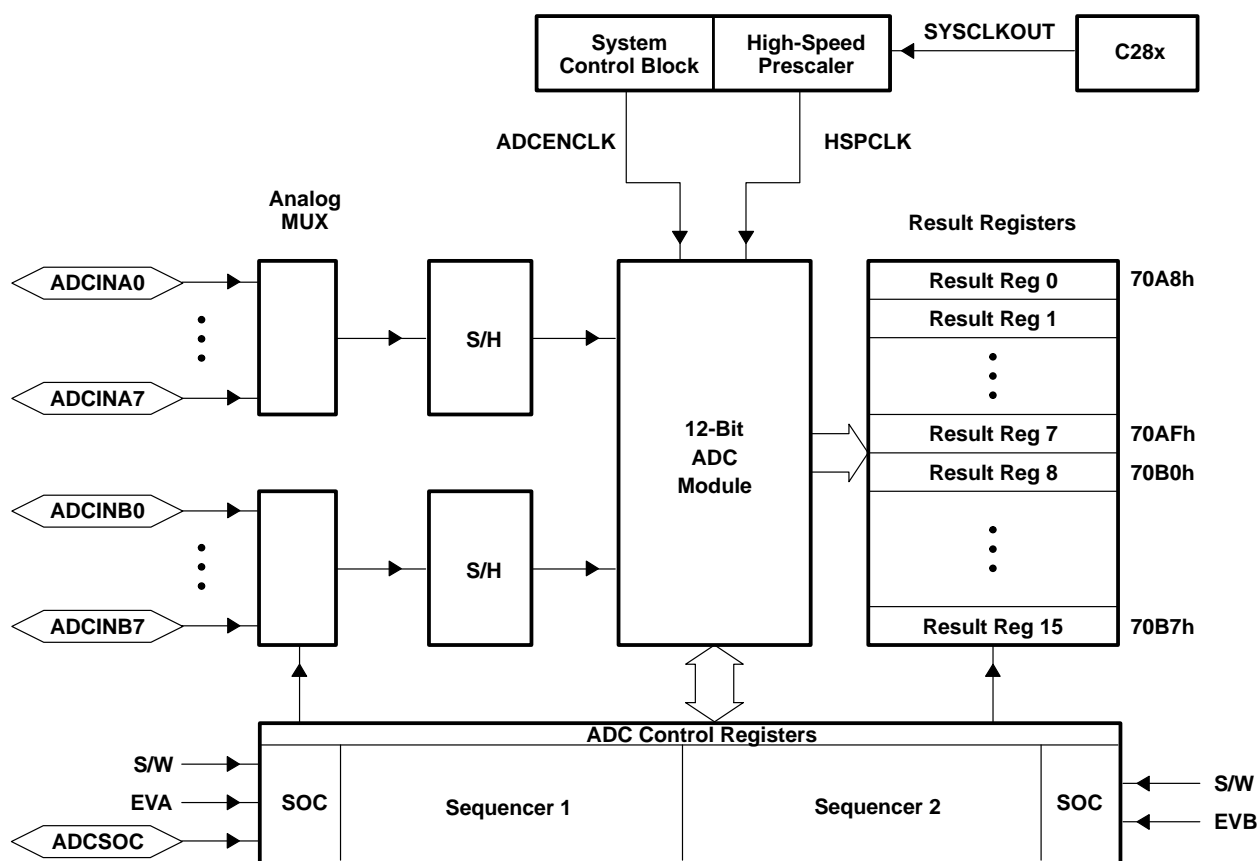 System
Control Block
High-Speed
Prescaler
SYSCLKOUT
C28x
ADCENCLK
HSPCLK
Analog
MUX
Result Registers
ADCINA0
ADCINA7
S/H
12-Bit
ADC
Module
Result Reg 0
70A8h
Result Reg 1
Result Reg 7
70AFh
Result Reg 8
70B0h
ADCINB0
ADCINB7
S/H
Result Reg 15
70B7h
ADC Control Registers
S/W
EVA
ADCSOC
SOC
Sequencer 1
Sequencer 2
SOC
S/W
EVB